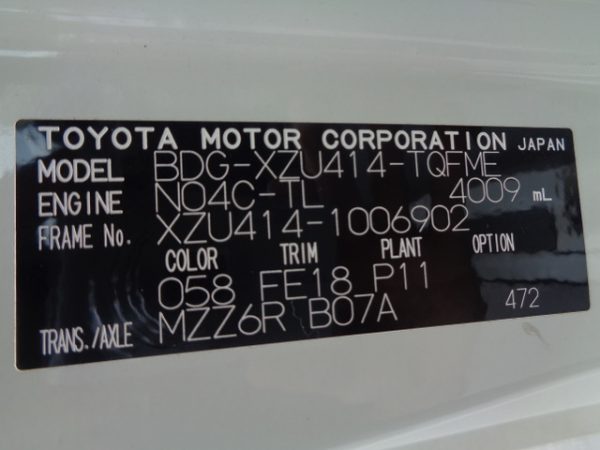 TOYOTA MOTOR CORPORATION JAPAN
MODEL BDG-XZU414-TQFME
ENGINE N04C-TL 4009 mL
FRAME No. XZU414-1006902
COLOR TRIM PLANT OPTION
058 FE18 P11
TRANS./AXLE MZZ6R B07A 472